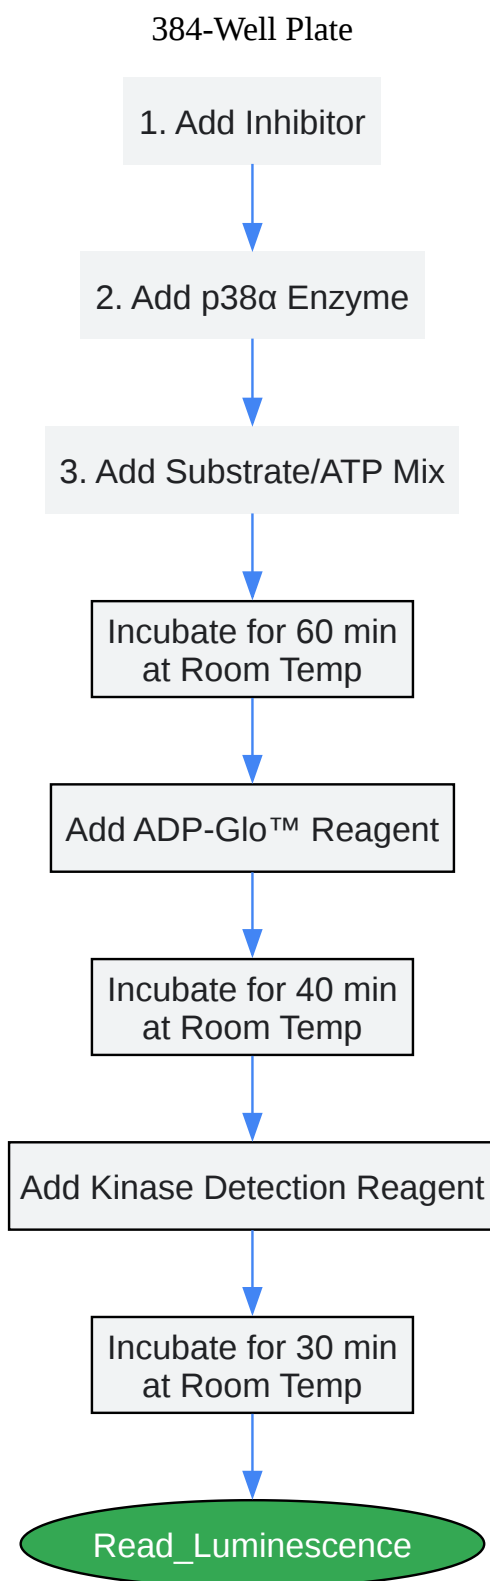 384-Well Plate
1. Add Inhibitor
2. Add p38α Enzyme
3. Add Substrate/ATP Mix
Incubate for 60 min
at Room Temp
Add ADP-Glo™ Reagent
Incubate for 40 min
at Room Temp
Add Kinase Detection Reagent
Incubate for 30 min
at Room Temp
Read_Luminescence